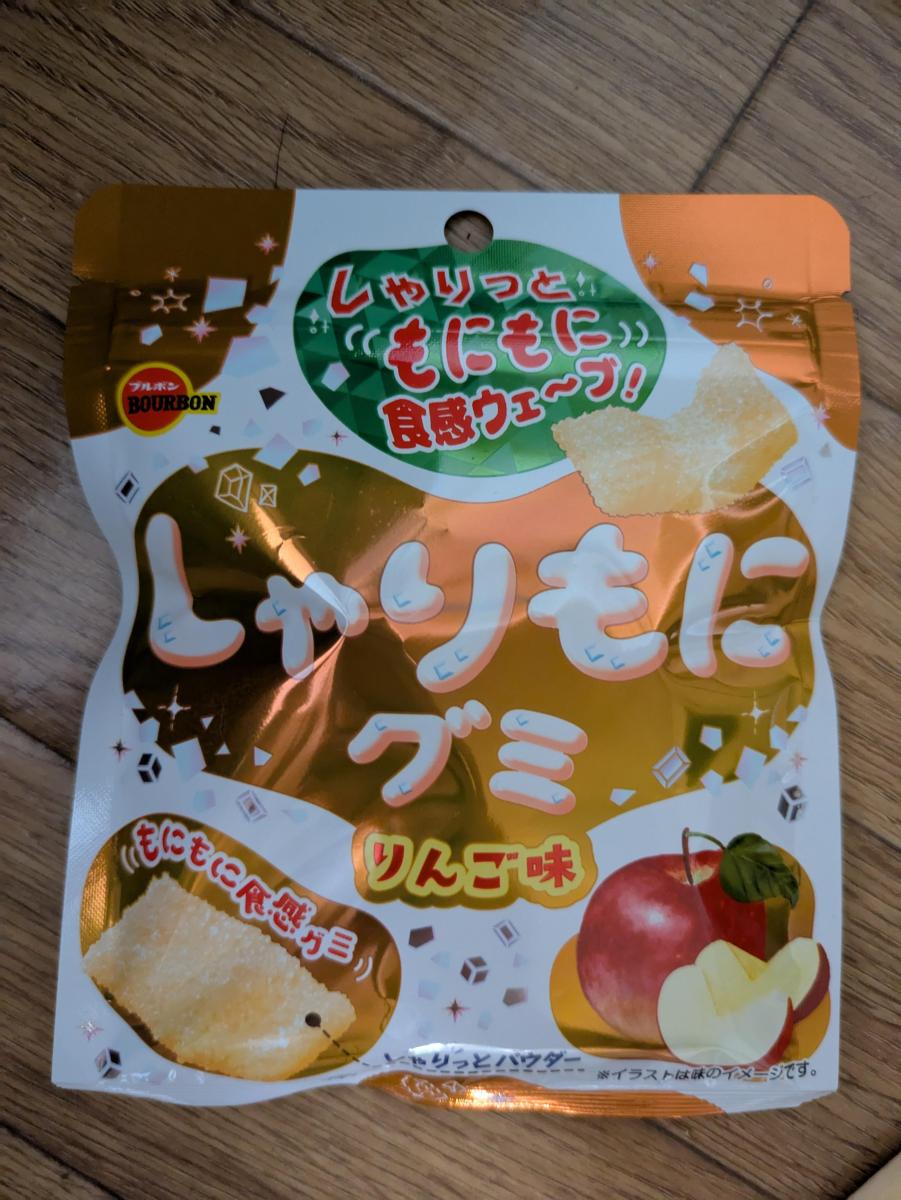 しゃりっと
もにもに
食感ウェ〜ブ!
ブルボン
BOURBON
しゃりもに
グミ
りんご味
もにもに食感グミ
しゃりっとパウダー
※イラストは味のイメージです。